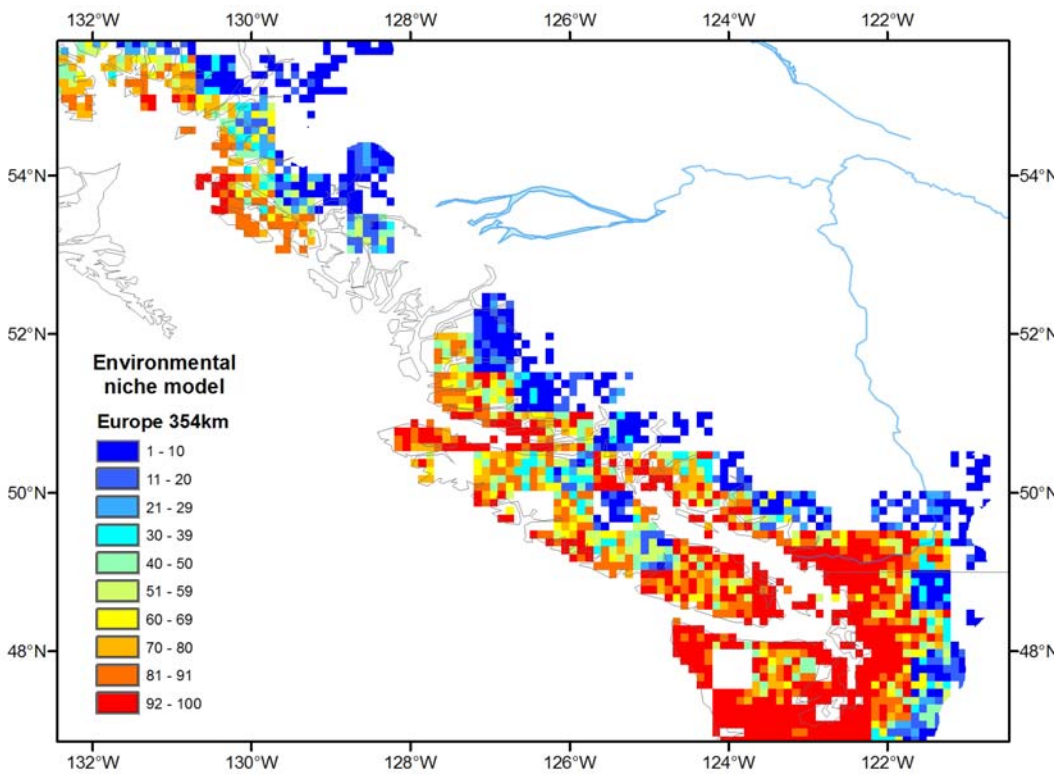 132°W 130°W 128°W 126°W 124°W 122°W
54°N 54°N
52°N 52°N
Environmental
niche model
Europe 354km
1 - 10
11 - 20
21 - 29
30 - 39
40 - 50
51 - 59
60 - 69
70 - 80
81 - 91
92 - 100
50°N 50°N
48°N 48°N
132°W 130°W 128°W 126°W 124°W 122°W